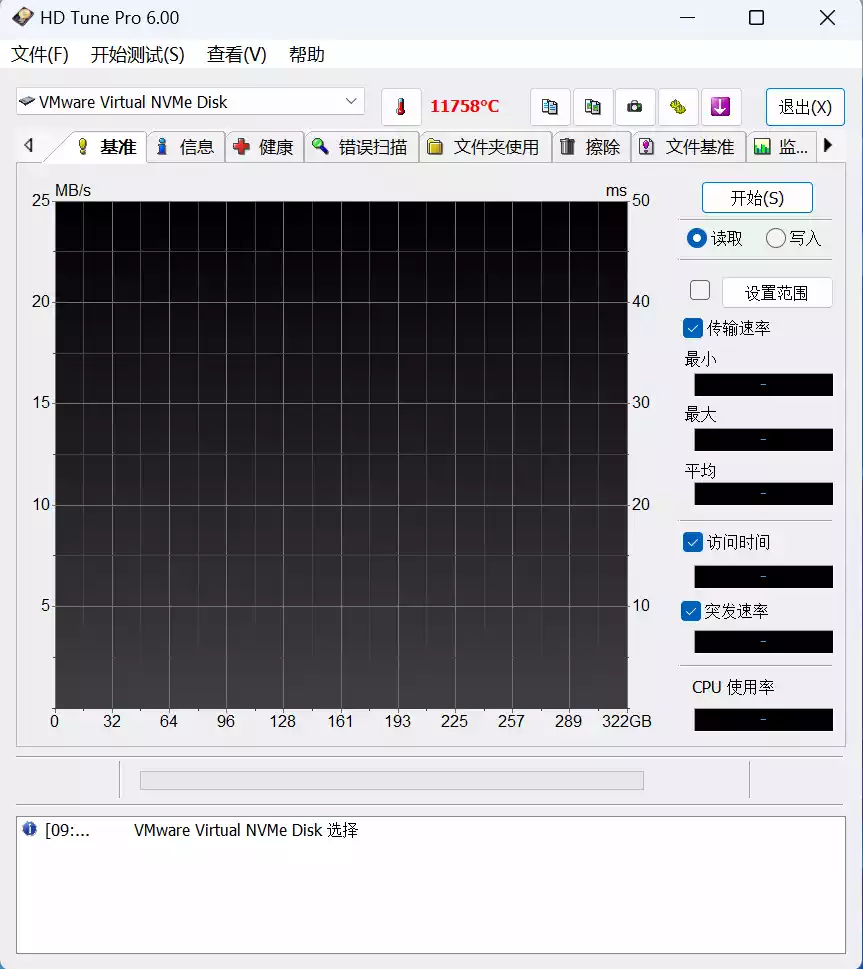 HD Tune Pro 6.00
文件(F) 开始测试(S) 查看(V) 帮助
VMware Virtual NVMe Disk 11758°C 退出(X)
基准 信息 健康 错误扫描 文件夹使用 擦除 文件基准 监...
MB/s ms
25 50
20 40
15 30
10 20
5 10
0 32 64 96 128 161 193 225 257 289 322GB
开始(S)
读取 写入
设置范围
传输速率
最小
-
最大
-
平均
-
访问时间
-
突发速率
-
CPU 使用率
-
[09:... VMware Virtual NVMe Disk 选择